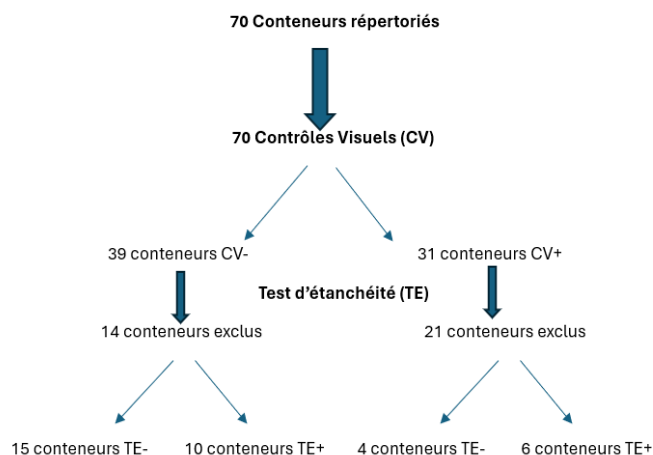 70 Conteneurs répertoriés
70 Contrôles Visuels (CV)
39 conteneurs CV-
31 conteneurs CV+
Test d'étanchéité (TE)
14 conteneurs exclus
21 conteneurs exclus
15 conteneurs TE-
10 conteneurs TE+
4 conteneurs TE-
6 conteneurs TE+